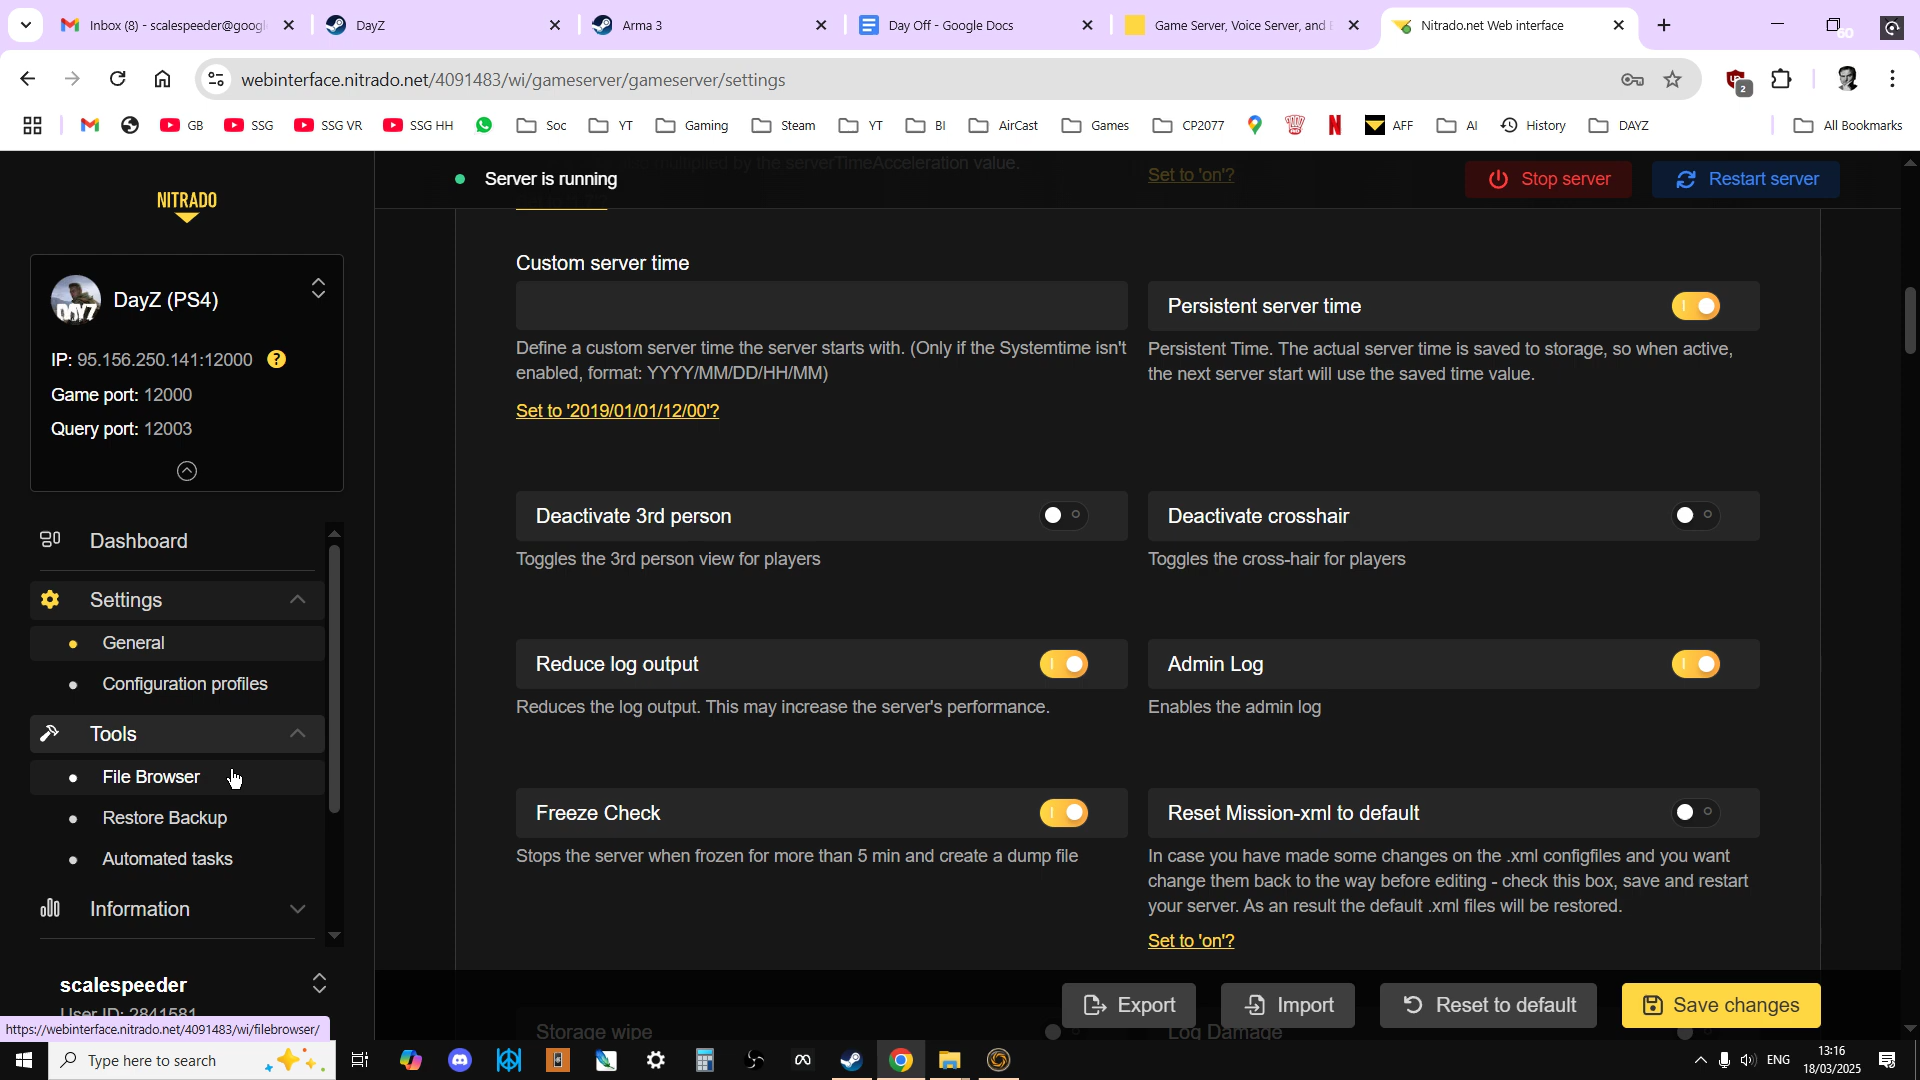 Inbox (8) - scalespeeder@googl
DayZ
Arma 3
Day Off - Google Docs
Game Server, Voice Server, and
Nitrado.net Web interface
webinterface.nitrado.net/4091483/wi/gameserver/gameserver/settings
2
GB
SSG
SSG VR
SSG HH
Soc
YT
Gaming
Steam
YT
BI
AirCast
Games
CP2077
AFF
AI
History
DAYZ
All Bookmarks
multiplied by the serverTimeAcceleration value.
Set to 'on'?
Server is running
Stop server
Restart server
NITRADO
DAYZ
DayZ (PS4)
IP: 95.156.250.141:12000 ?
Game port: 12000
Query port: 12003
Dashboard
Settings
General
Configuration profiles
Tools
File Browser
Restore Backup
Automated tasks
Information
scalespeeder
User ID: 2841581
https://webinterface.nitrado.net/4091483/wi/filebrowser/
Custom server time
Define a custom server time the server starts with. (Only if the Systemtime isn't
enabled, format: YYYY/MM/DD/HH/MM)
Set to '2019/01/01/12/00'?
Persistent server time
Persistent Time. The actual server time is saved to storage, so when active,
the next server start will use the saved time value.
Deactivate 3rd person
Toggles the 3rd person view for players
Deactivate crosshair
Toggles the cross-hair for players
Reduce log output
Reduces the log output. This may increase the server's performance.
Admin Log
Enables the admin log
Freeze Check
Stops the server when frozen for more than 5 min and create a dump file
Reset Mission-xml to default
In case you have made some changes on the .xml configfiles and you want
change them back to the way before editing - check this box, save and restart
your server. As an result the default .xml files will be restored.
Set to 'on'?
Storage wipe
Log Damage
Export
Import
Reset to default
Save changes
Type here to search
ENG
13:16
18/03/2025